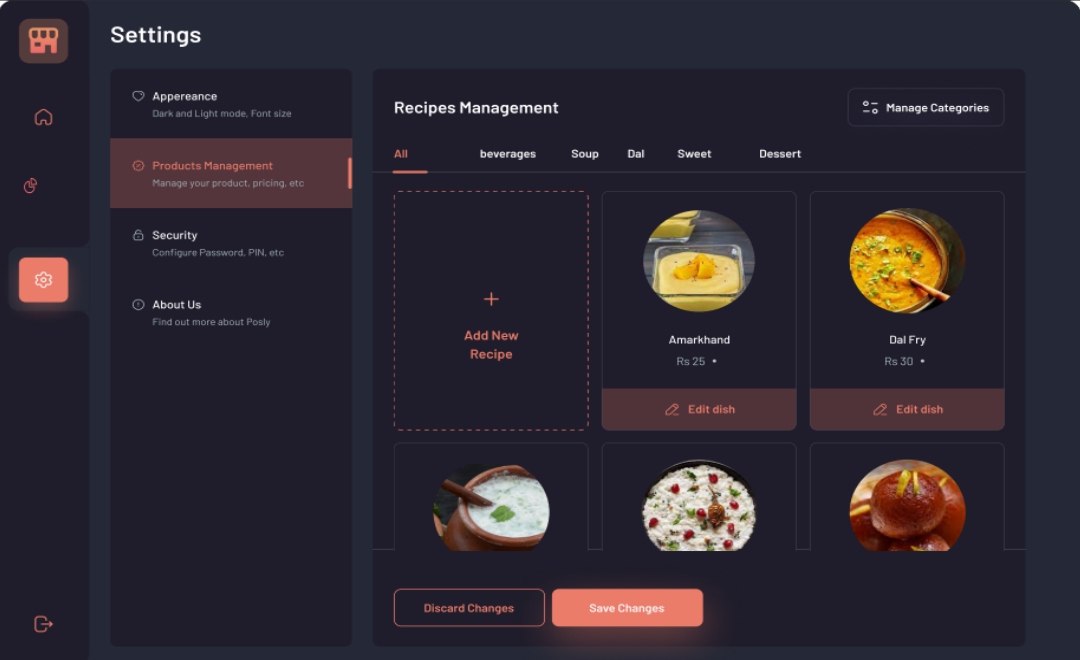 Settings
Appereance
Dark and Light mode, Font size
Products Management
Manage your product, pricing, etc
Security
Configure Password, PIN, etc
About Us
Find out more about Posly
Recipes Management
Manage Categories
All beverages Soup Dal Sweet Dessert
Add New
Recipe
Amarkhand
Rs 25 •
Edit dish
Dal Fry
Rs 30 •
Edit dish
Discard Changes
Save Changes